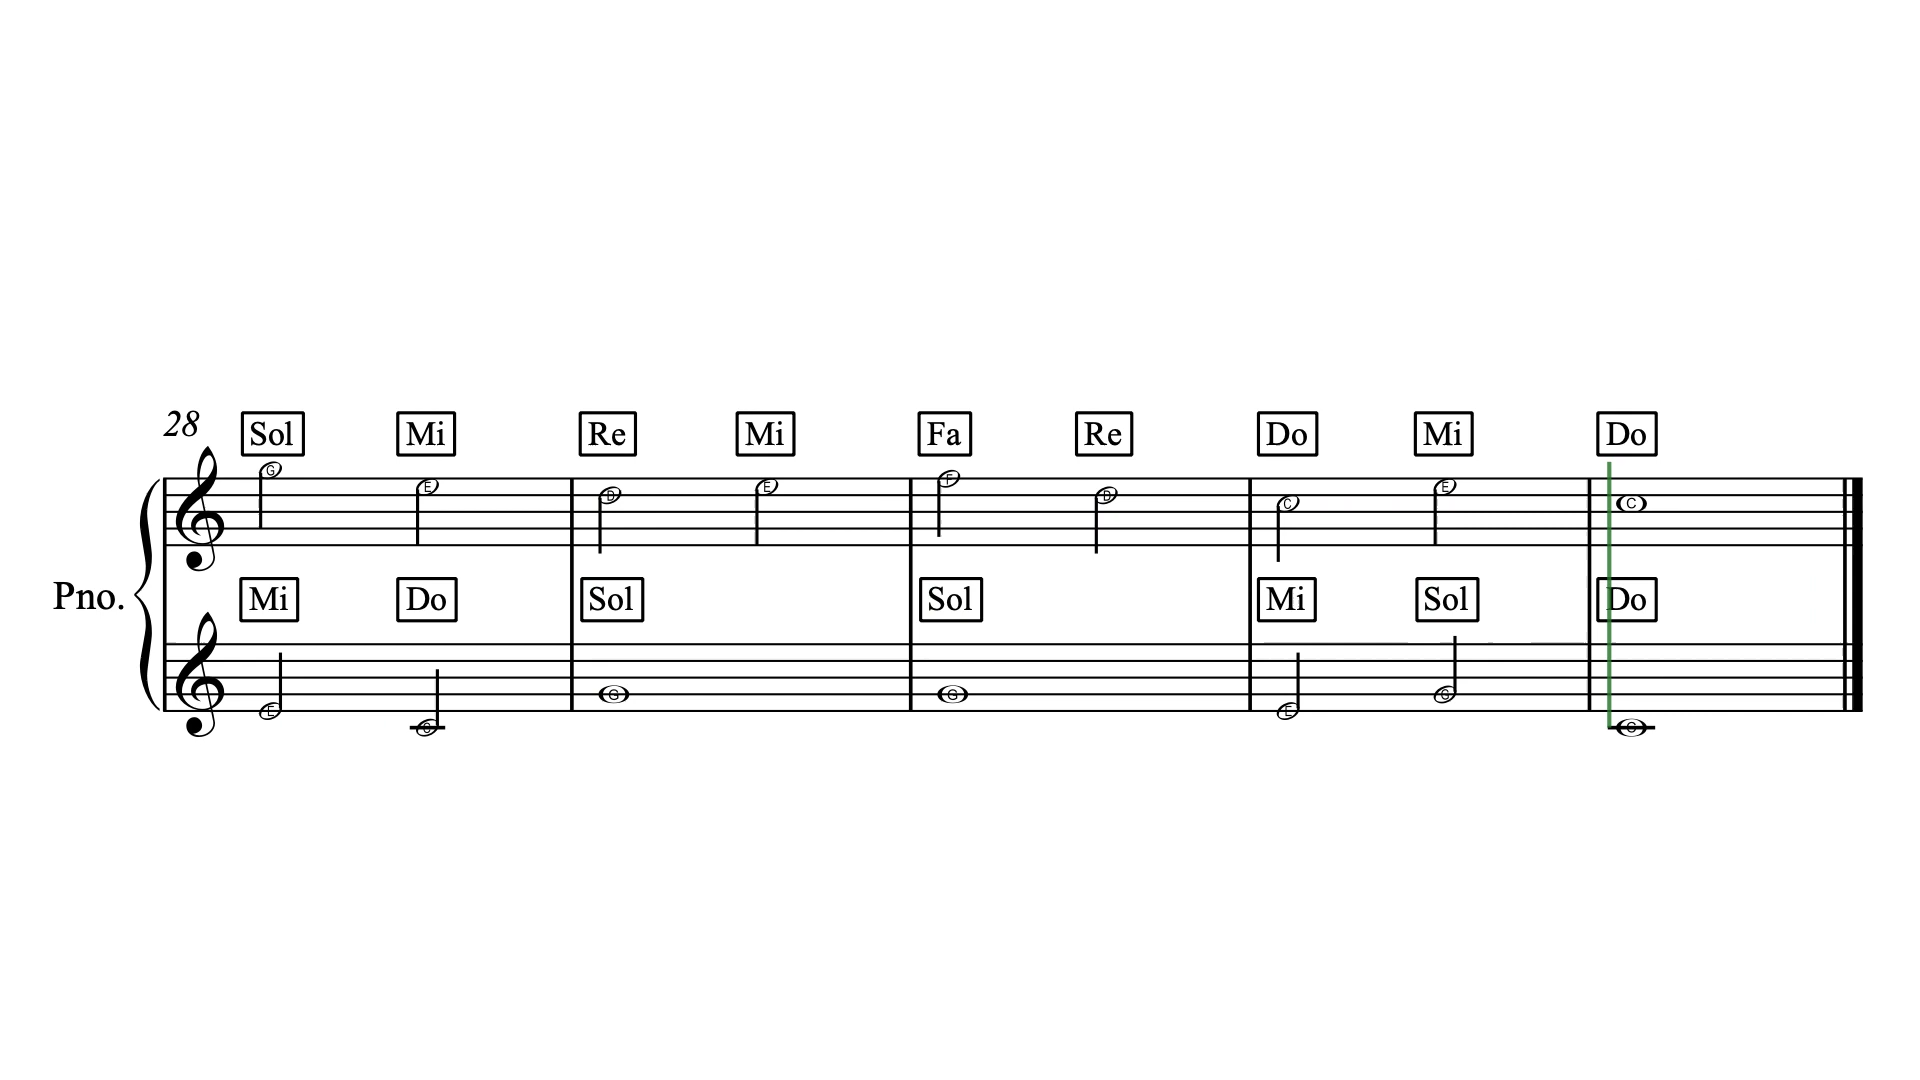 28 Sol Mi Re Mi Fa Re Do Mi Do
G E D E F D C E C
Pno.
Mi Do Sol Sol Mi Sol Do
E C G G E G C